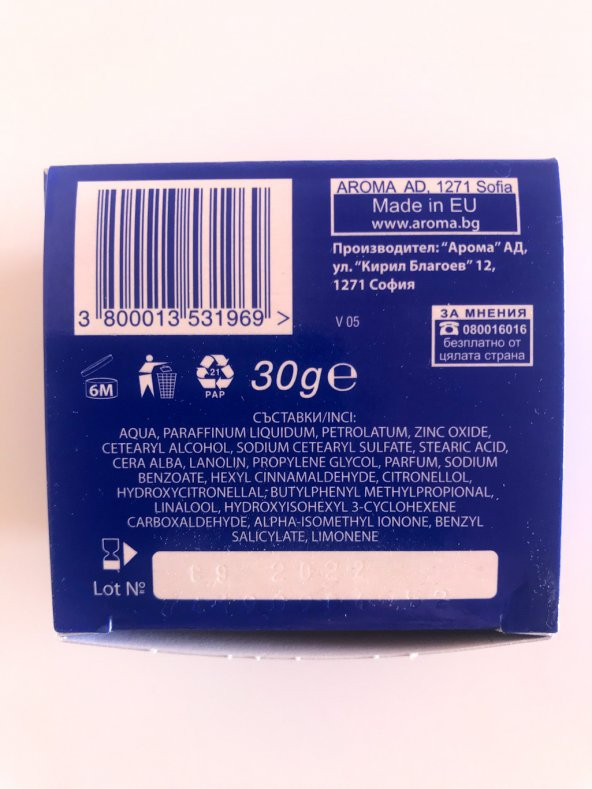 AROMA AD, 1271 Sofia
Made in EU
www.aroma.bg
Производител: "Арома" АД,
ул. "Кирил Благоев" 12,
1271 София
3 800013 531969 >
V 05
ЗА МНЕНИЯ
080016016
безплатно от
цялата страна
6M
21
PAP
30g℮
СЪСТАВКИ/INCI:
AQUA, PARAFFINUM LIQUIDUM, PETROLATUM, ZINC OXIDE,
CETEARYL ALCOHOL, SODIUM CETEARYL SULFATE, STEARIC ACID,
CERA ALBA, LANOLIN, PROPYLENE GLYCOL, PARFUM, SODIUM
BENZOATE, HEXYL CINNAMALDEHYDE, CITRONELLOL,
HYDROXYCITRONELLAL, BUTYLPHENYL METHYLPROPIONAL,
LINALOOL, HYDROXYISOHEXYL 3-CYCLOHEXENE
CARBOXALDEHYDE, ALPHA-ISOMETHYL IONONE, BENZYL
SALICYLATE, LIMONENE
Lot №
09 2022